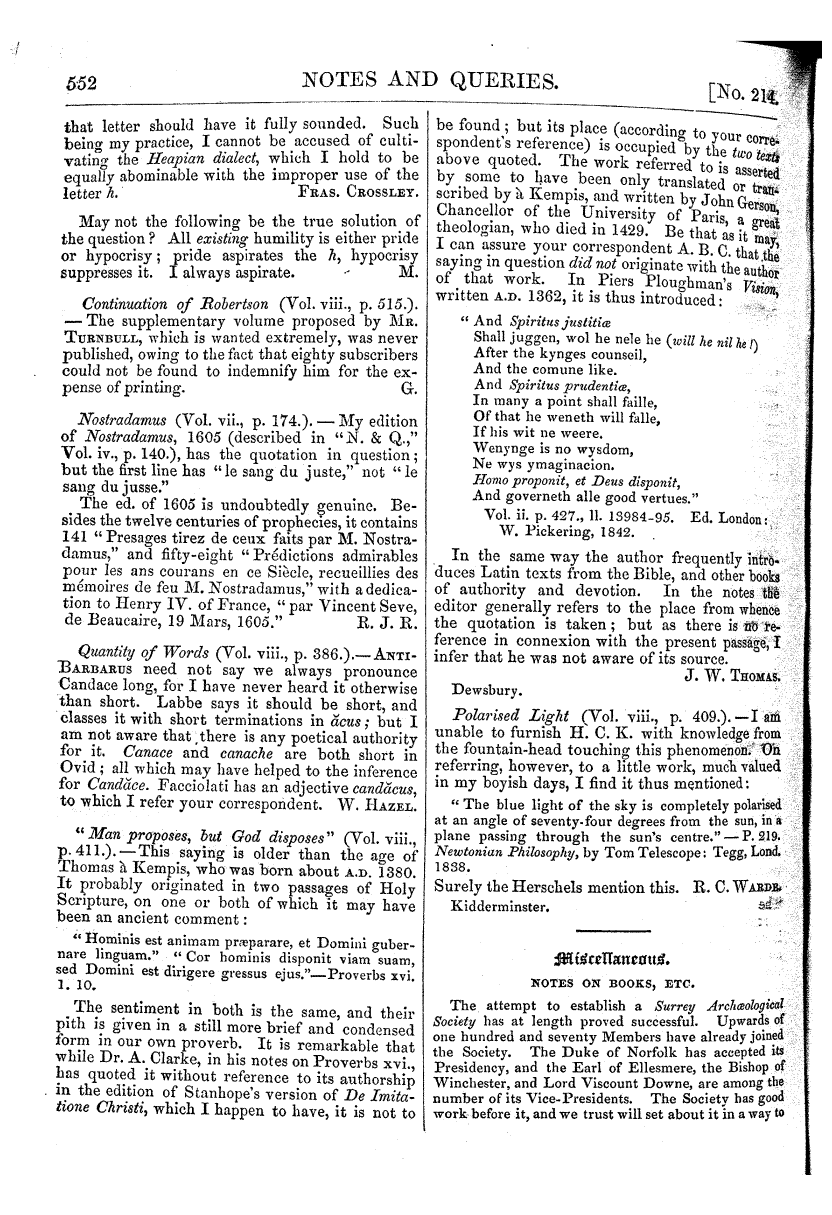 552 NOTES AND QUERIES. [No. 214.
that letter should have it fully sounded. Such
being my practice, I cannot be accused of culti-
vating the Heapian dialect, which I hold to be
equally abominable with the improper use of the
letter h. FRAS. CROSSLEY.
May not the following be the true solution of
the question? All existing humility is either pride
or hypocrisy; pride aspirates the h, hypocrisy
suppresses it. I always aspirate. M.
Continuation of Robertson (Vol. viii., p. 515.).
— The supplementary volume proposed by MR.
TURNBULL, which is wanted extremely, was never
published, owing to the fact that eighty subscribers
could not be found to indemnify him for the ex-
pense of printing. G.
Nostradamus (Vol. vii., p. 174.). — My edition
of Nostradamus, 1605 (described in "N. & Q.,"
Vol. iv., p. 140.), has the quotation in question;
but the first line has "le sang du juste," not "le
sang du jusse."
The ed. of 1605 is undoubtedly genuine. Be-
sides the twelve centuries of prophecies, it contains
141 "Presages tirez de ceux faits par M. Nostra-
damus," and fifty-eight "Prédictions admirables
pour les ans courans en ce Siècle, recueillies des
mémoires de feu M. Nostradamus," with a dedica-
tion to Henry IV. of France, "par Vincent Seve,
de Beaucaire, 19 Mars, 1605." R. J. R.
Quantity of Words (Vol. viii., p. 386.).—ANTI-
BARBARUS need not say we always pronounce
Candace long, for I have never heard it otherwise
than short. Labbe says it should be short, and
classes it with short terminations in ăcus; but I
am not aware that there is any poetical authority
for it. Canace and canache are both short in
Ovid; all which may have helped to the inference
for Candăce. Facciolati has an adjective candăcus,
to which I refer your correspondent. W. HAZEL.
"Man proposes, but God disposes" (Vol. viii.,
p. 411.).—This saying is older than the age of
Thomas à Kempis, who was born about A.D. 1380.
It probably originated in two passages of Holy
Scripture, on one or both of which it may have
been an ancient comment:
"Hominis est animam præparare, et Domini guber-
nare linguam." "Cor hominis disponit viam suam,
sed Domini est dirigere gressus ejus."—Proverbs xvi.
1. 10.
The sentiment in both is the same, and their
pith is given in a still more brief and condensed
form in our own proverb. It is remarkable that
while Dr. A. Clarke, in his notes on Proverbs xvi.,
has quoted it without reference to its authorship
in the edition of Stanhope's version of De Imita-
tione Christi, which I happen to have, it is not to
be found; but its place (according to your corre-
spondent's reference) is occupied by the two texts
above quoted. The work referred to is asserted
by some to have been only translated or tran-
scribed by à Kempis, and written by John Gerson,
Chancellor of the University of Paris, a great
theologian, who died in 1429. Be that as it may,
I can assure your correspondent A. B. C. that the
saying in question did not originate with the author
of that work. In Piers Ploughman's Vision,
written A.D. 1362, it is thus introduced:
"And Spiritus justitiæ
Shall juggen, wol he nele he (will he nil he!)
After the kynges counseil,
And the comune like.
And Spiritus prudentiæ,
In many a point shall faille,
Of that he weneth will falle,
If his wit ne weere.
Wenynge is no wysdom,
Ne wys ymaginacion.
Homo proponit, et Deus disponit,
And governeth alle good vertues."
Vol. ii. p. 427., ll. 13984-95. Ed. London:
W. Pickering, 1842.
In the same way the author frequently intro-
duces Latin texts from the Bible, and other books
of authority and devotion. In the notes the
editor generally refers to the place from whence
the quotation is taken; but as there is no re-
ference in connexion with the present passage, I
infer that he was not aware of its source.
J. W. THOMAS.
Dewsbury.
Polarised Light (Vol. viii., p. 409.).—I am
unable to furnish H. C. K. with knowledge from
the fountain-head touching this phenomenon. On
referring, however, to a little work, much valued
in my boyish days, I find it thus mentioned:
"The blue light of the sky is completely polarised
at an angle of seventy-four degrees from the sun, in a
plane passing through the sun's centre."—P. 219.
Newtonian Philosophy, by Tom Telescope: Tegg, Lond.
1838.
Surely the Herschels mention this. R. C. WARDE.
Kidderminster.
Miscellaneous.
NOTES ON BOOKS, ETC.
The attempt to establish a Surrey Archæological
Society has at length proved successful. Upwards of
one hundred and seventy Members have already joined
the Society. The Duke of Norfolk has accepted its
Presidency, and the Earl of Ellesmere, the Bishop of
Winchester, and Lord Viscount Downe, are among the
number of its Vice-Presidents. The Society has good
work before it, and we trust will set about it in a way to